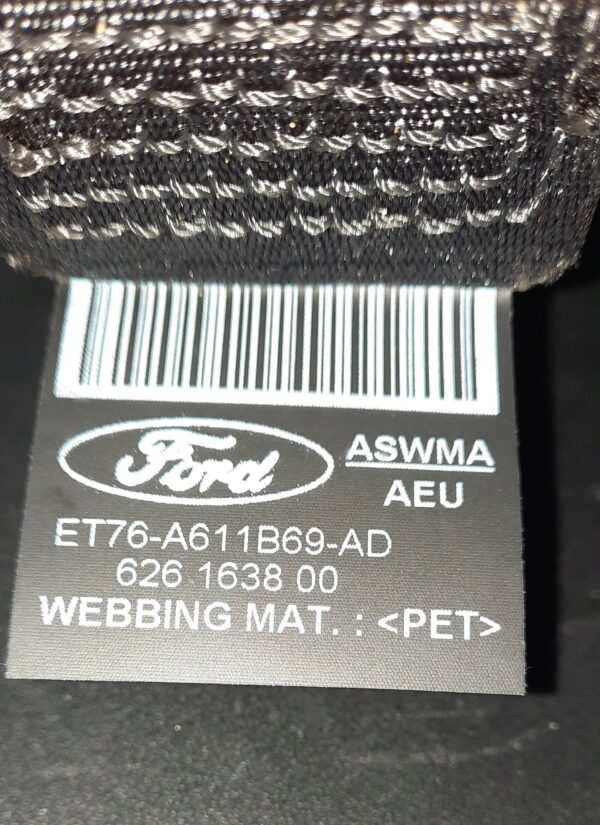 Ford
ASWMA
AEU
ET76-A611B69-AD
626 1638 00
WEBBING MAT. : <PET>